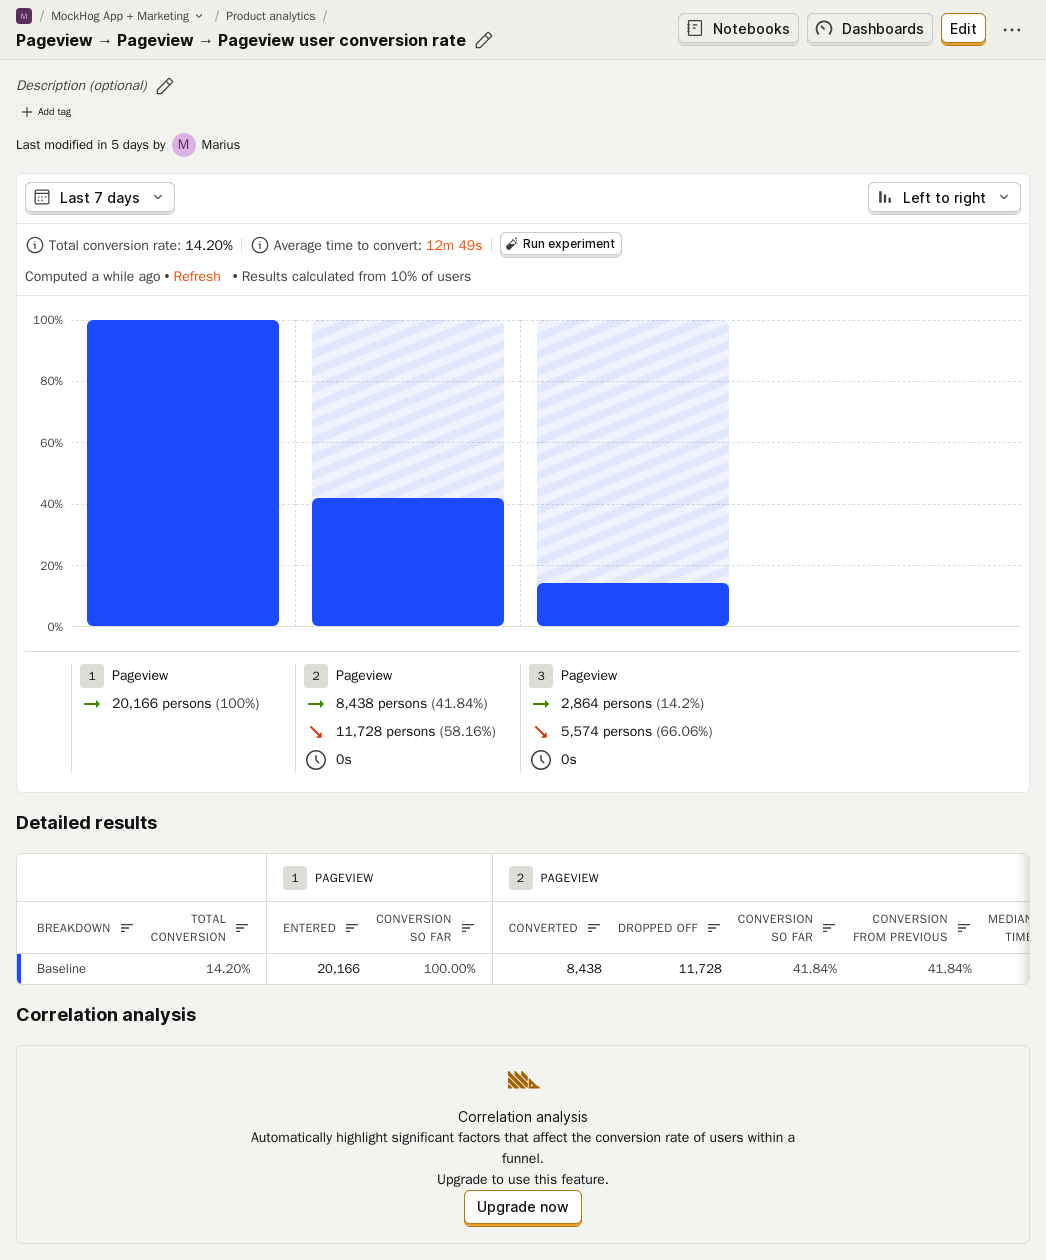 M / MockHog App + Marketing / Product analytics /
Pageview → Pageview → Pageview user conversion rate
Notebooks
Dashboards
Edit
Description (optional)
Add tag
Last modified in 5 days by M Marius
Last 7 days
Left to right
Total conversion rate: 14.20%
Average time to convert: 12m 49s
Run experiment
Computed a while ago • Refresh • Results calculated from 10% of users
100%
80%
60%
40%
20%
0%
1 Pageview
20,166 persons (100%)
2 Pageview
8,438 persons (41.84%)
11,728 persons (58.16%)
0s
3 Pageview
2,864 persons (14.2%)
5,574 persons (66.06%)
0s
Detailed results
1 PAGEVIEW
2 PAGEVIEW
BREAKDOWN
TOTAL
CONVERSION
ENTERED
CONVERSION
SO FAR
CONVERTED
DROPPED OFF
CONVERSION
SO FAR
CONVERSION
FROM PREVIOUS
MEDIAN
TIME
Baseline 14.20% 20,166 100.00% 8,438 11,728 41.84% 41.84%
Correlation analysis
Correlation analysis
Automatically highlight significant factors that affect the conversion rate of users within a
funnel.
Upgrade to use this feature.
Upgrade now